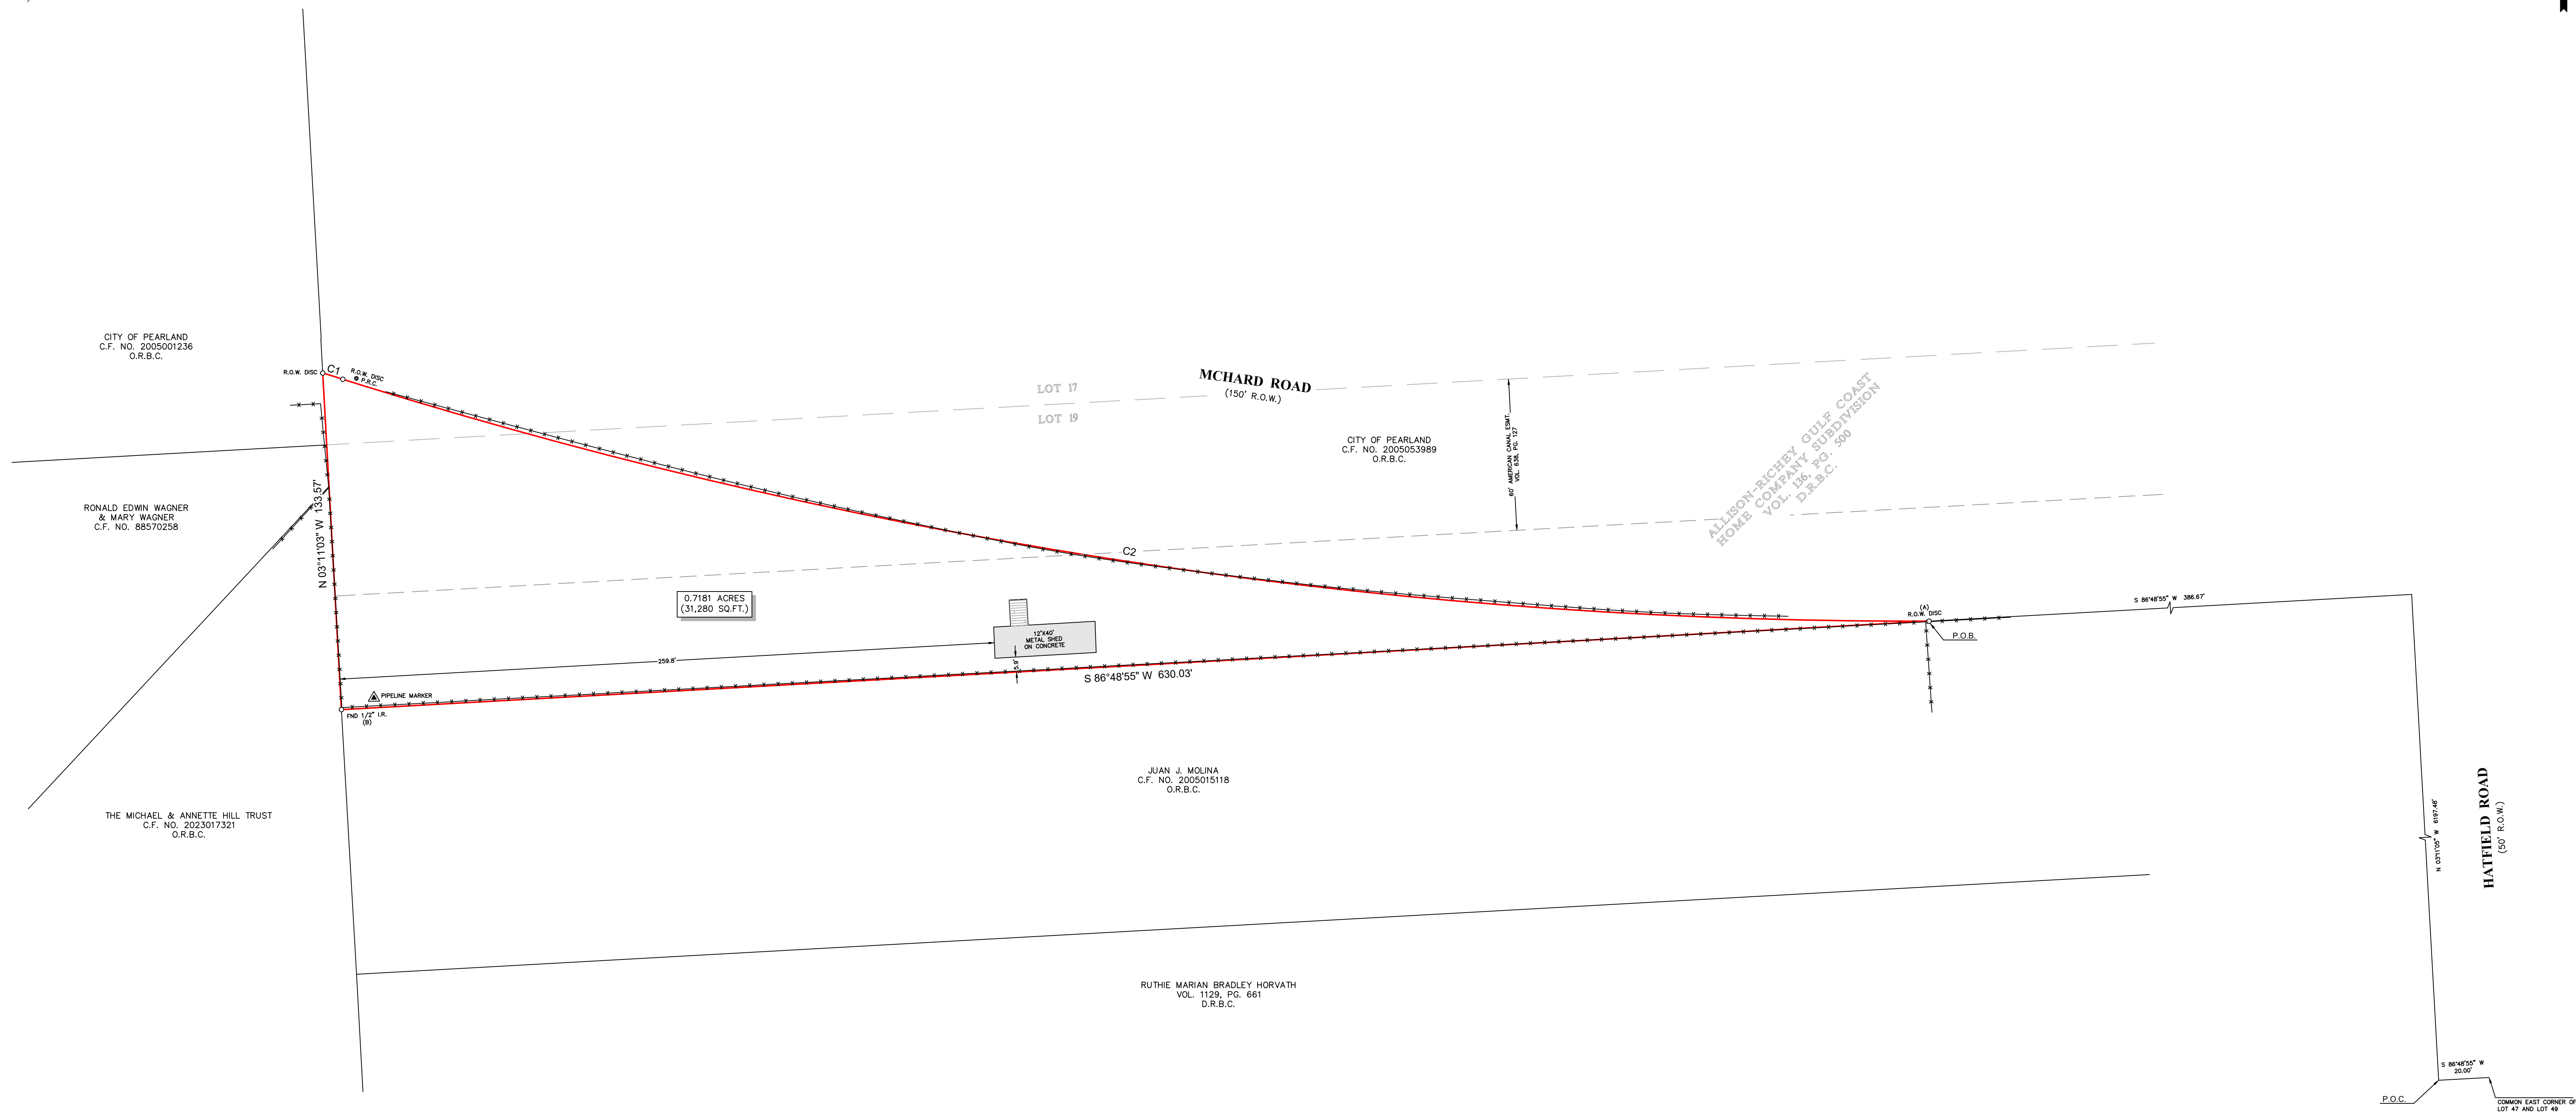 CITY OF PEARLAND
C.F. NO. 2005001236
O.R.B.C.
R.O.W. DISC
C1
R.O.W. DISC
@ P.R.C.
LOT 17
LOT 19
MCHARD ROAD
(150' R.O.W.)
CITY OF PEARLAND
C.F. NO. 2005053989
O.R.B.C.
60' AMERICAN CANAL ESMT.
VOL. 638, PG. 127
ALLISON-RICHEY GULF COAST
HOME COMPANY SUBDIVISION
VOL. 136, PG. 500
D.R.B.C.
RONALD EDWIN WAGNER
& MARY WAGNER
C.F. NO. 88570258
N 03°11'03" W 133.57'
C2
0.7181 ACRES
(31,280 SQ.FT.)
12'X40'
METAL SHED
ON CONCRETE
259.8'
5.9'
S 86°48'55" W 630.03'
PIPELINE MARKER
FND 1/2" I.R.
(B)
(A)
R.O.W. DISC
P.O.B.
S 86°48'55" W 386.67'
JUAN J. MOLINA
C.F. NO. 2005015118
O.R.B.C.
THE MICHAEL & ANNETTE HILL TRUST
C.F. NO. 2023017321
O.R.B.C.
N 03°11'05" W 6197.48'
HATFIELD ROAD
(50' R.O.W.)
RUTHIE MARIAN BRADLEY HORVATH
VOL. 1129, PG. 661
D.R.B.C.
S 86°48'55" W
20.00'
P.O.C.
COMMON EAST CORNER OF
LOT 47 AND LOT 49